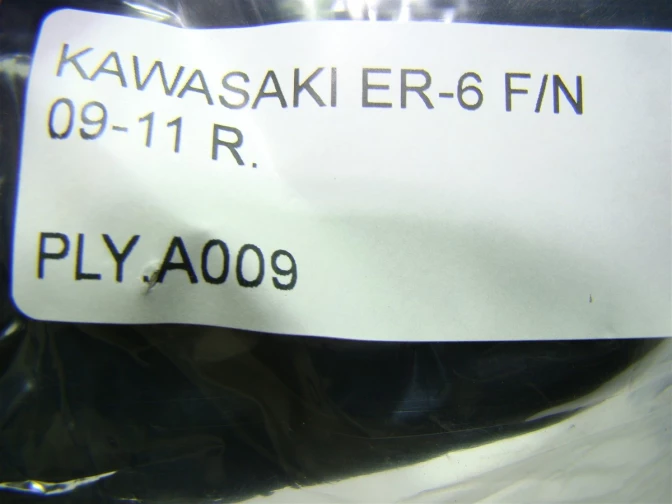 KAWASAKI ER-6 F/N
09-11 R.
PLY.A009